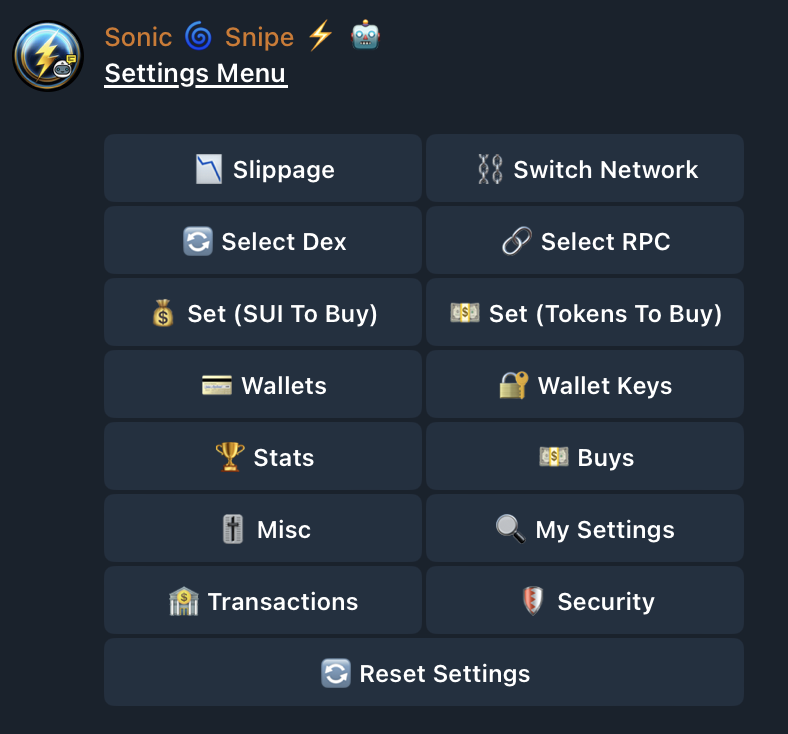 Sonic 🌀 Snipe ⚡ 🤖
Settings Menu
📉 Slippage
⛓ Switch Network
🔄 Select Dex
🔗 Select RPC
💰 Set (SUI To Buy)
💵 Set (Tokens To Buy)
💳 Wallets
🔐 Wallet Keys
🏆 Stats
💵 Buys
🎚 Misc
🔍 My Settings
🏦 Transactions
🛡 Security
🔄 Reset Settings